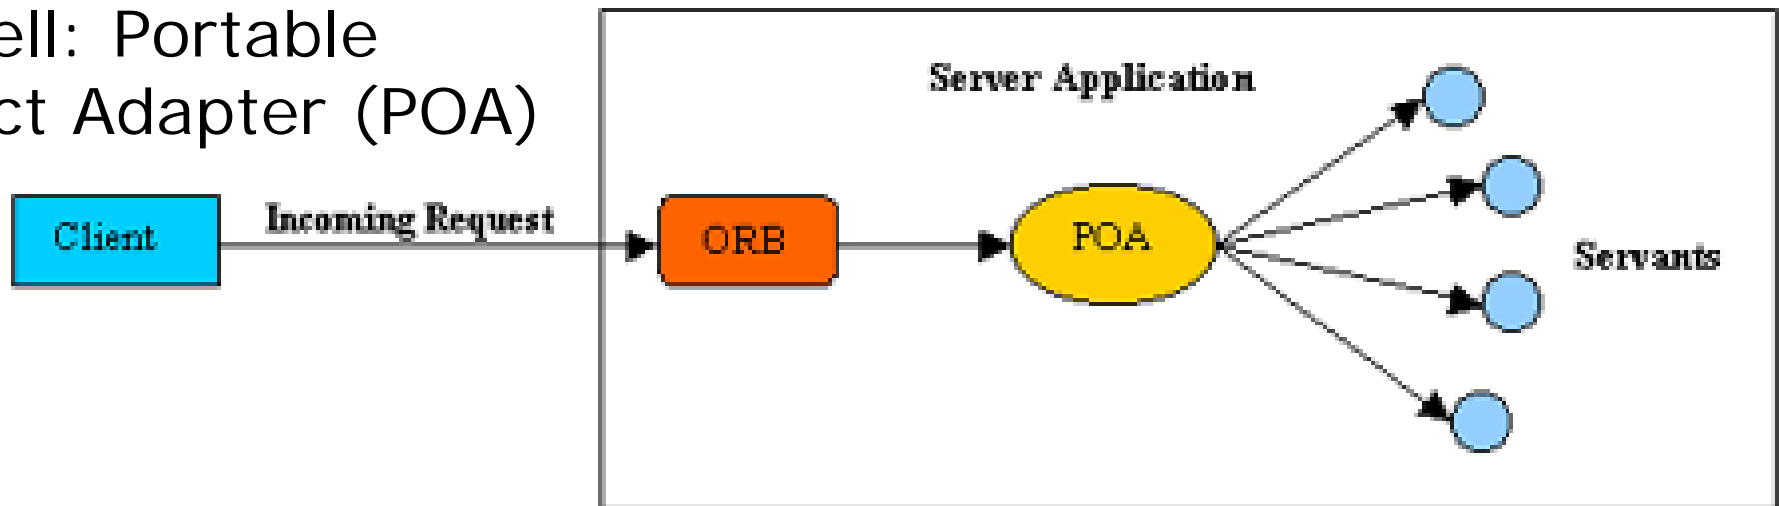 ell: Portable
ct Adapter (POA)
Server Application
Client
Incoming Request
ORB
POA
Servants